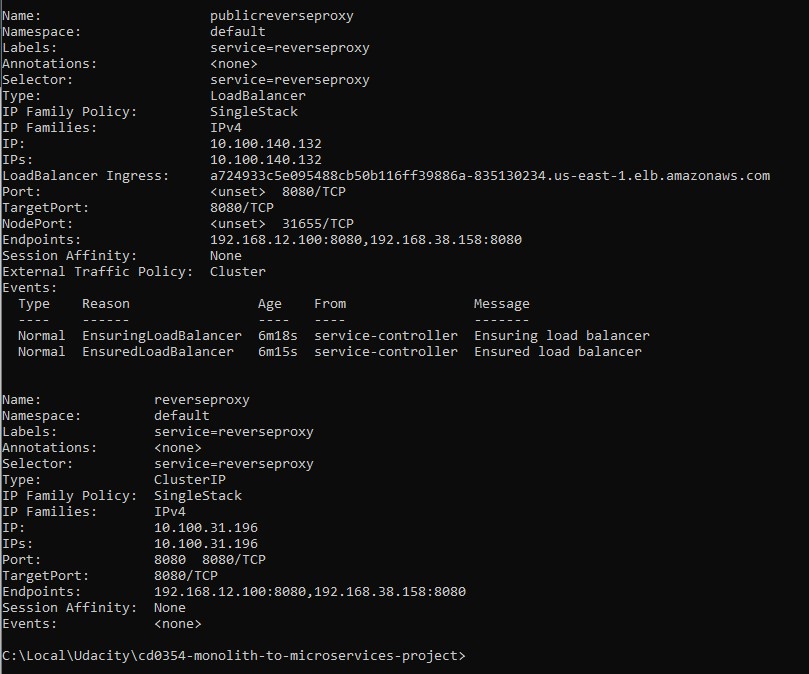 Name:                     publicreverseproxy
Namespace:                default
Labels:                   service=reverseproxy
Annotations:              <none>
Selector:                 service=reverseproxy
Type:                     LoadBalancer
IP Family Policy:         SingleStack
IP Families:              IPv4
IP:                       10.100.140.132
IPs:                      10.100.140.132
LoadBalancer Ingress:     a724933c5e095488cb50b116ff39886a-835130234.us-east-1.elb.amazonaws.com
Port:                     <unset>  8080/TCP
TargetPort:               8080/TCP
NodePort:                 <unset>  31655/TCP
Endpoints:                192.168.12.100:8080,192.168.38.158:8080
Session Affinity:         None
External Traffic Policy:  Cluster
Events:
  Type    Reason                Age    From                Message
  ----    ------                ----   ----                -------
  Normal  EnsuringLoadBalancer  6m18s  service-controller  Ensuring load balancer
  Normal  EnsuredLoadBalancer   6m15s  service-controller  Ensured load balancer
Name:              reverseproxy
Namespace:         default
Labels:            service=reverseproxy
Annotations:       <none>
Selector:          service=reverseproxy
Type:              ClusterIP
IP Family Policy:  SingleStack
IP Families:       IPv4
IP:                10.100.31.196
IPs:               10.100.31.196
Port:              8080  8080/TCP
TargetPort:        8080/TCP
Endpoints:         192.168.12.100:8080,192.168.38.158:8080
Session Affinity:  None
Events:            <none>
C:\Local\Udacity\cd0354-monolith-to-microservices-project>